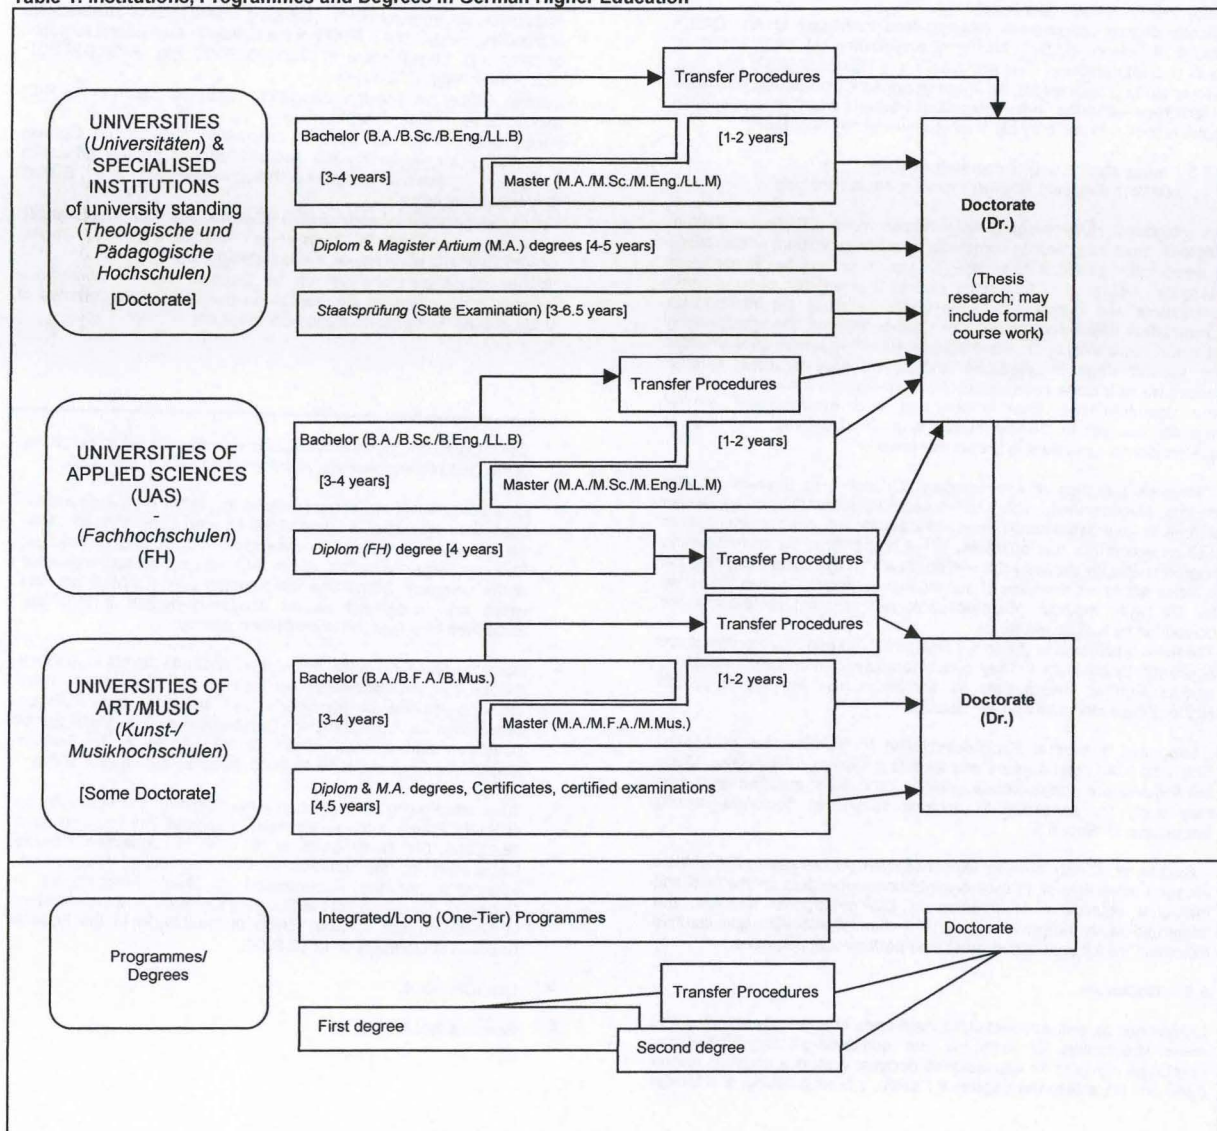 Table 1: Institutions, Programmes and Degrees in German Higher Education
UNIVERSITIES
(Universitäten) &
SPECIALISED
INSTITUTIONS
of university standing
(Theologische und
Pädagogische
Hochschulen)
[Doctorate]
Transfer Procedures
Bachelor (B.A./B.Sc./B.Eng./LL.B)
[3-4 years]
[1-2 years]
Master (M.A./M.Sc./M.Eng./LL.M)
Diplom & Magister Artium (M.A.) degrees [4-5 years]
Staatsprüfung (State Examination) [3-6.5 years]
Doctorate
(Dr.)
(Thesis
research; may
include formal
course work)
UNIVERSITIES OF
APPLIED SCIENCES
(UAS)
(Fachhochschulen)
(FH)
Transfer Procedures
Bachelor (B.A./B.Sc./B.Eng./LL.B)
[3-4 years]
[1-2 years]
Master (M.A./M.Sc./M.Eng./LL.M)
Diplom (FH) degree [4 years]
Transfer Procedures
UNIVERSITIES OF
ART/MUSIC
(Kunst-/
Musikhochschulen)
[Some Doctorate]
Transfer Procedures
Bachelor (B.A./B.F.A./B.Mus.)
[3-4 years]
[1-2 years]
Master (M.A./M.F.A./M.Mus.)
Diplom & M.A. degrees, Certificates, certified examinations
[4.5 years]
Doctorate
(Dr.)
Programmes/
Degrees
Integrated/Long (One-Tier) Programmes
Doctorate
Transfer Procedures
First degree
Second degree